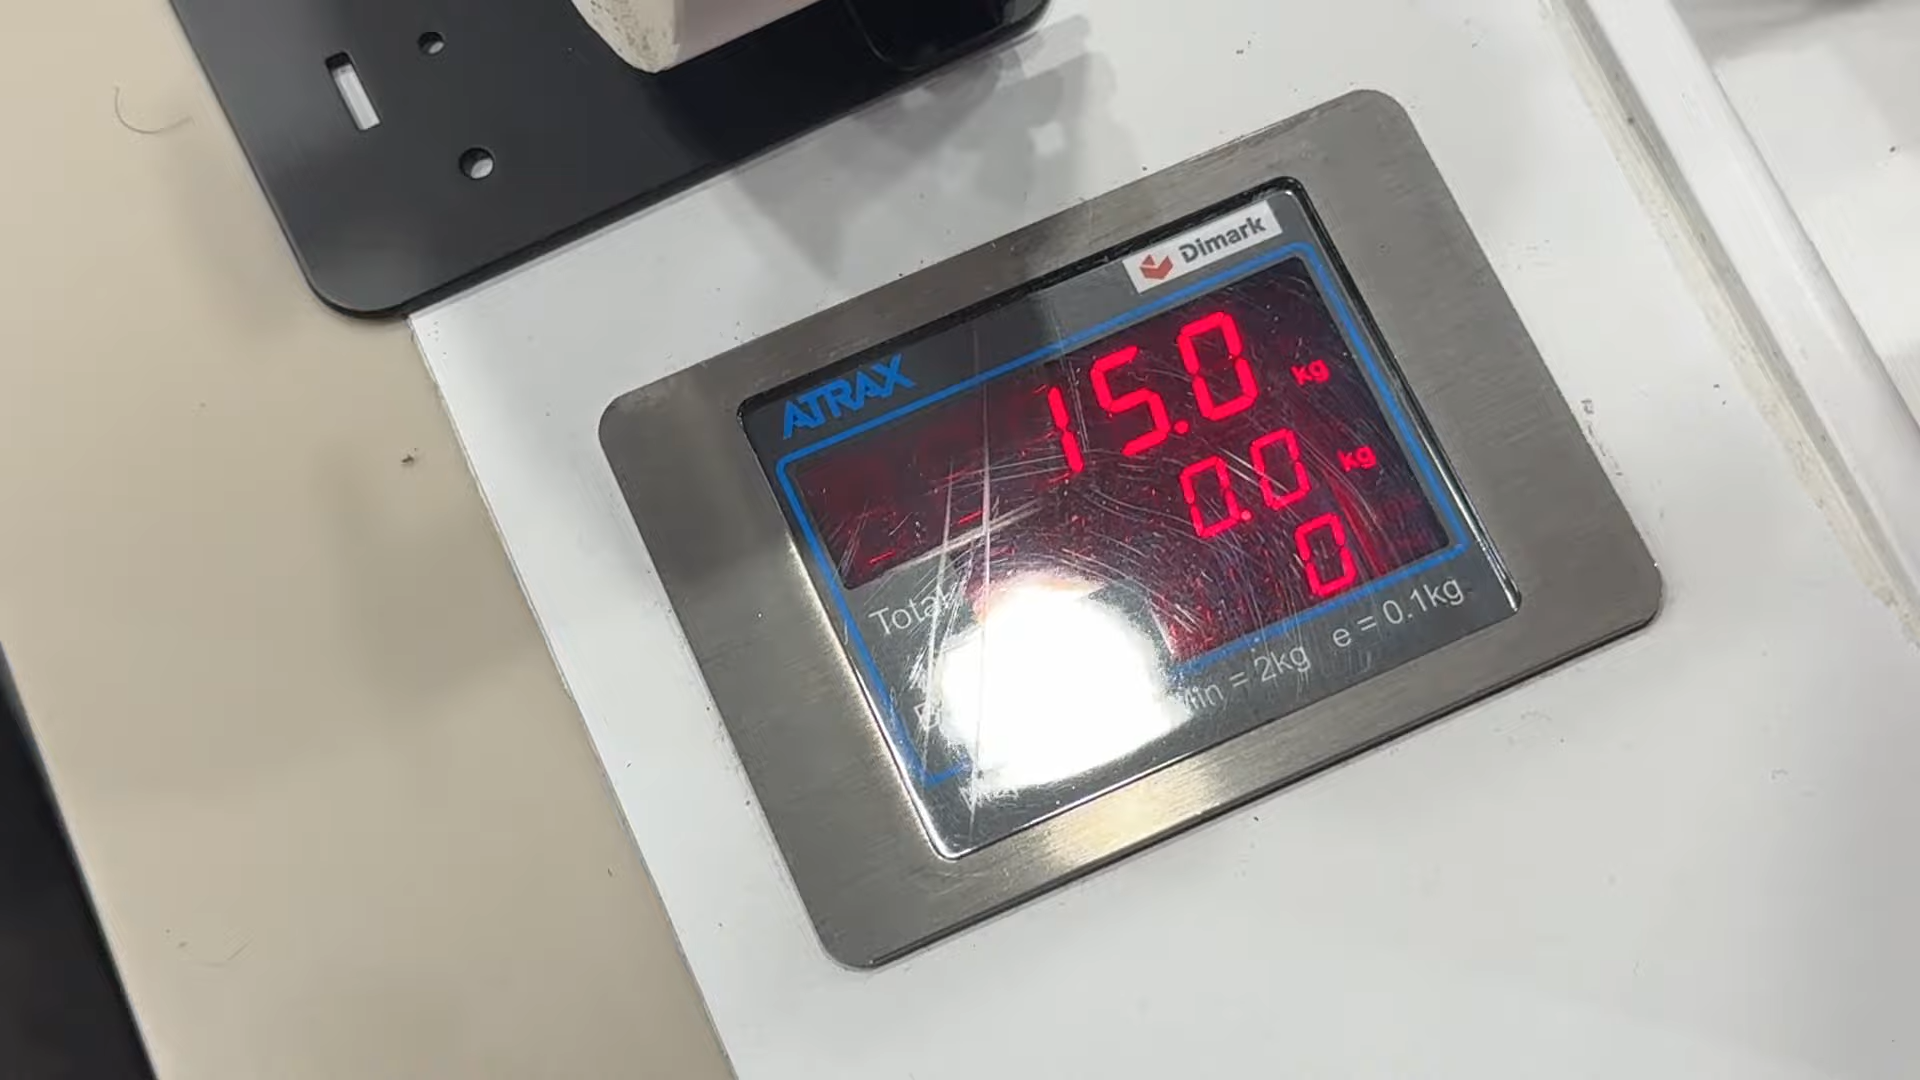 Dimark
ATRAX
15.0 kg
0.0 kg
0
Total
Min = 2kg e = 0.1kg